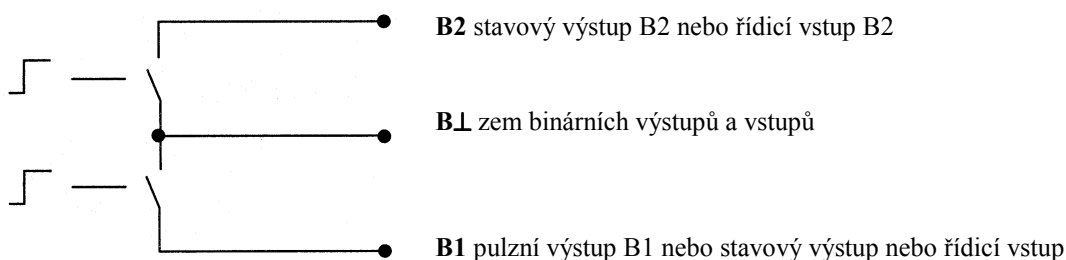 B2 stavový výstup B2 nebo řídicí vstup B2
B⊥ zem binárních výstupů a vstupů
B1 pulzní výstup B1 nebo stavový výstup nebo řídicí vstup